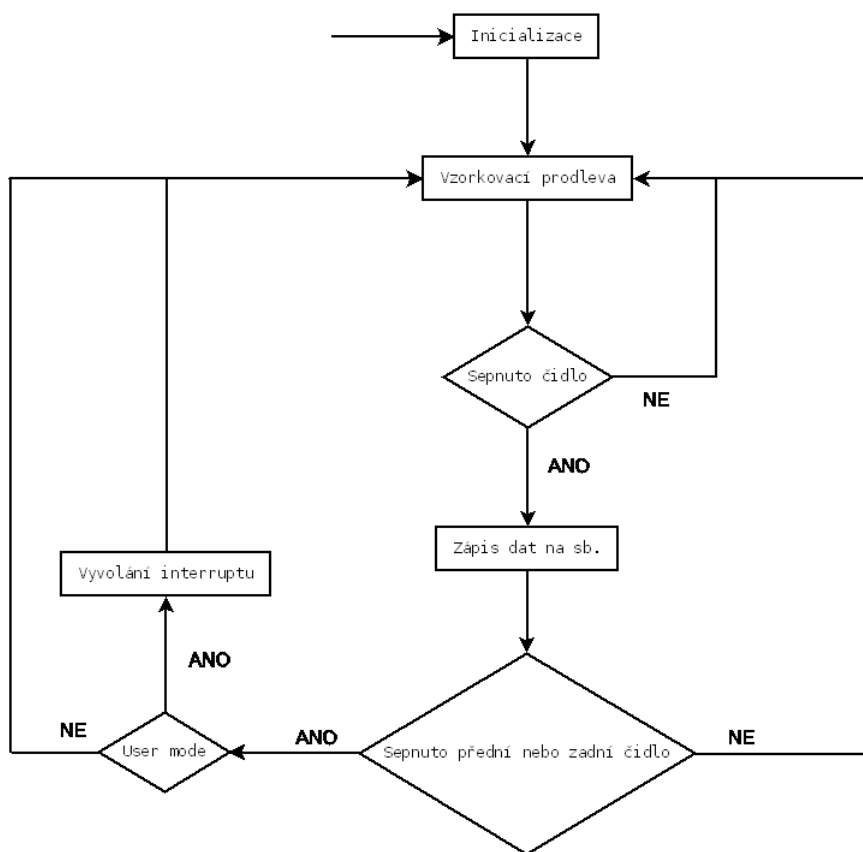 Inicializace
Vzorkovací prodleva
Sepnuto čidlo
NE
ANO
Zápis dat na sb.
Vyvolání interruptu
ANO
NE
User mode
ANO
Sepnuto přední nebo zadní čidlo
NE